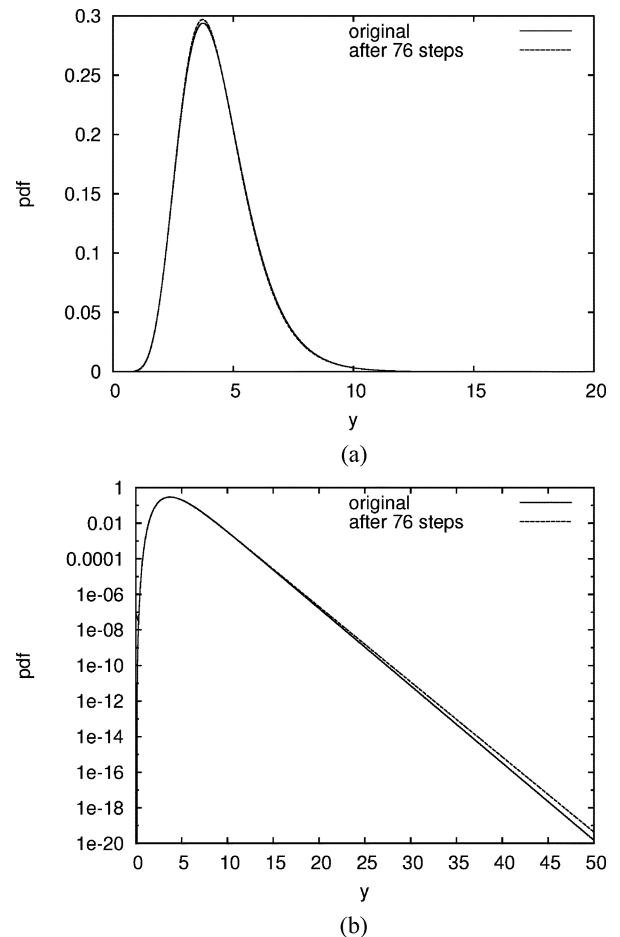 0.3
original
after 76 steps
0.25
0.2
pdf
0.15
0.1
0.05
0
0 5 10 15 20
y
(a)
1
original
after 76 steps
0.01
0.0001
1e-06
1e-08
pdf
1e-10
1e-12
1e-14
1e-16
1e-18
1e-20
0 5 10 15 20 25 30 35 40 45 50
y
(b)